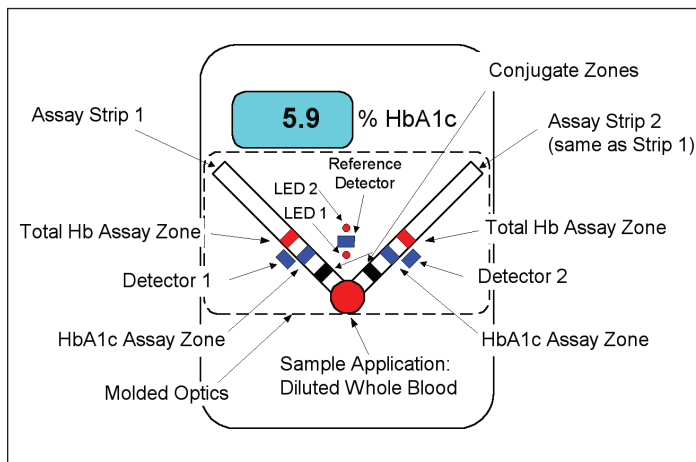 Conjugate Zones
Assay Strip 1
5.9 % HbA1c
Assay Strip 2
(same as Strip 1)
Reference
Detector
LED 2
LED 1
Total Hb Assay Zone
Total Hb Assay Zone
Detector 1
Detector 2
HbA1c Assay Zone
HbA1c Assay Zone
Sample Application:
Diluted Whole Blood
Molded Optics